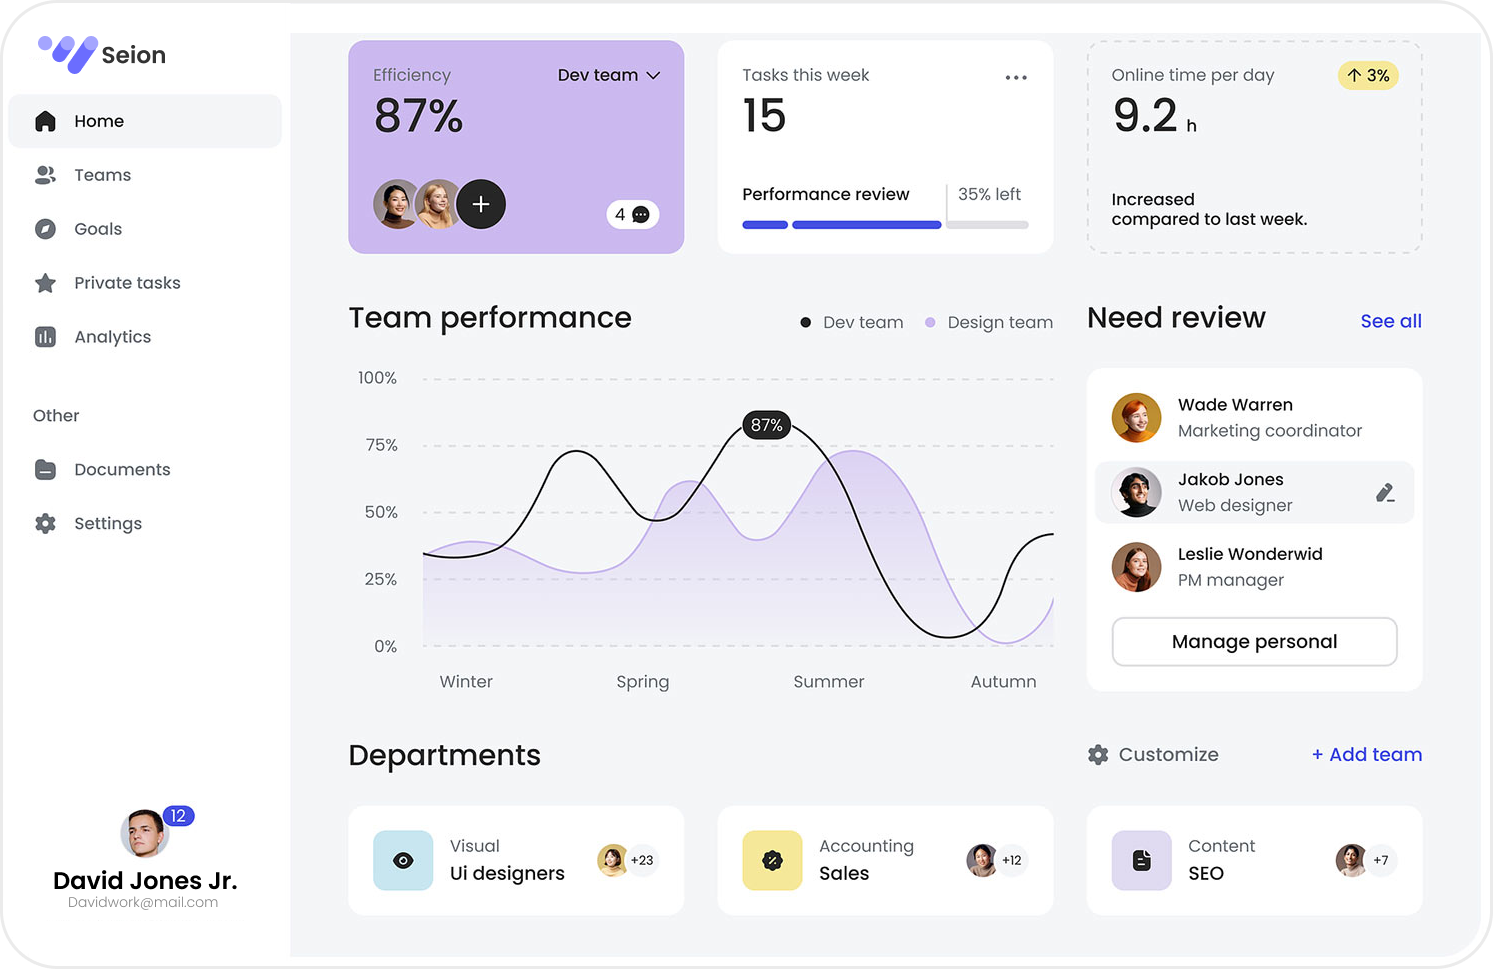 Seion
Home
Teams
Goals
Private tasks
Analytics
Other
Documents
Settings
12
David Jones Jr.
Davidwork@mail.com
Efficiency
Dev team
87%
4
Tasks this week
15
Performance review
35% left
Online time per day
↑ 3%
9.2 h
Increased
compared to last week.
Team performance
Dev team
Design team
100%
75%
50%
25%
0%
87%
Winter
Spring
Summer
Autumn
Need review
See all
Wade Warren
Marketing coordinator
Jakob Jones
Web designer
Leslie Wonderwid
PM manager
Manage personal
Departments
Customize
+ Add team
Visual
Ui designers
+23
Accounting
Sales
+12
Content
SEO
+7